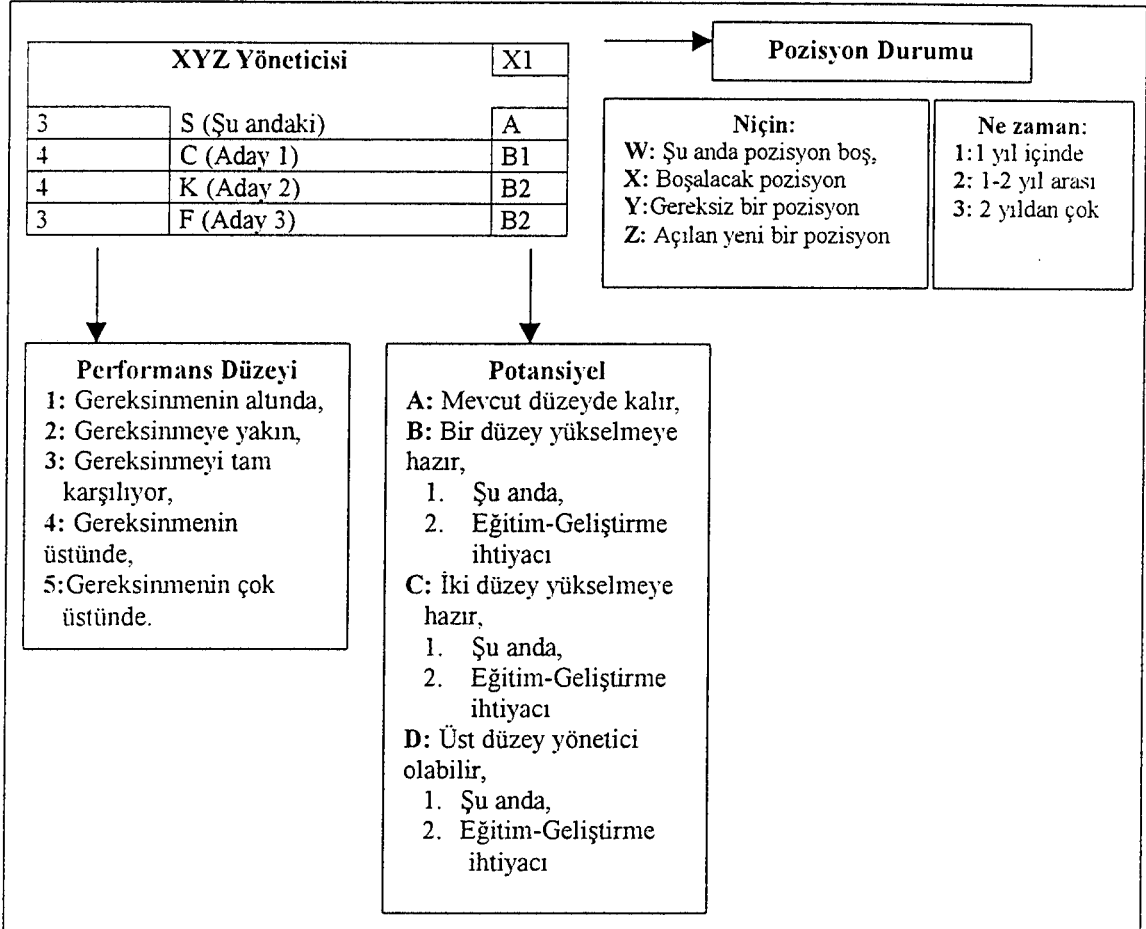 XYZ Yöneticisi X1
3 S (Şu andaki) A
4 C (Aday 1) B1
4 K (Aday 2) B2
3 F (Aday 3) B2
Pozisyon Durumu
Niçin:
W: Şu anda pozisyon boş,
X: Boşalacak pozisyon
Y:Gereksiz bir pozisyon
Z: Açılan yeni bir pozisyon
Ne zaman:
1:1 yıl içinde
2: 1-2 yıl arası
3: 2 yıldan çok
Performans Düzeyi
1: Gereksinmenin altunda,
2: Gereksinmeye yakın,
3: Gereksinmeyi tam
karşılıyor,
4: Gereksinmenin
üstünde,
5:Gereksinmenin çok
üstünde.
Potansiyel
A: Mevcut düzeyde kalır,
B: Bir düzey yükselmeye
hazır,
1. Şu anda,
2. Eğitim-Geliştirme
ihtiyacı
C: İki düzey yükselmeye
hazır,
1. Şu anda,
2. Eğitim-Geliştirme
ihtiyacı
D: Üst düzey yönetici
olabilir,
1. Şu anda,
2. Eğitim-Geliştirme
ihtiyacı